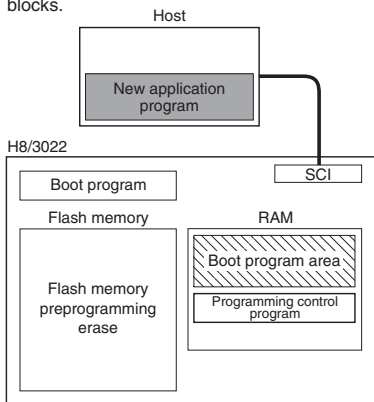 blocks.
Host
New application
program
H8/3022
SCI
Boot program
Flash memory
RAM
Boot program area
Flash memory
preprogramming
erase
Programming control
program